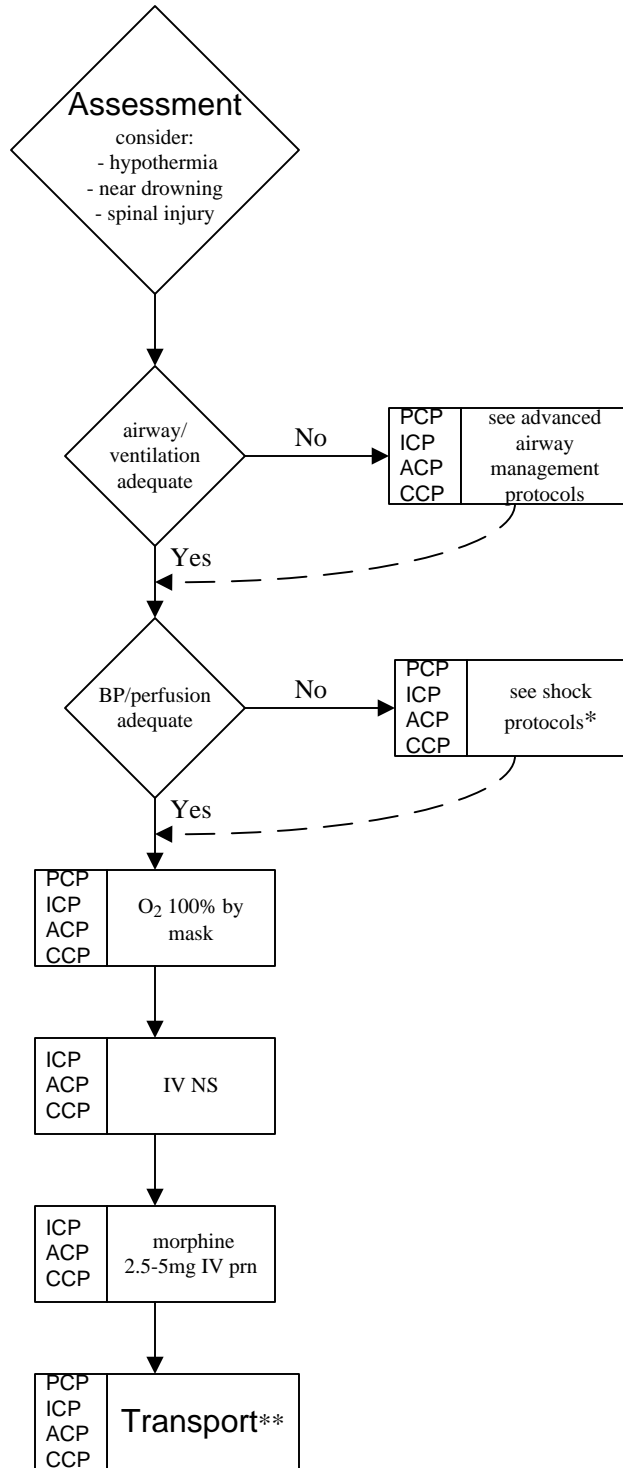 Assessment
consider:
- hypothermia
- near drowning
- spinal injury
airway/
ventilation
adequate
No
PCP
ICP
ACP
CCP
see advanced
airway
management
protocols
Yes
BP/perfusion
adequate
No
PCP
ICP
ACP
CCP
see shock
protocols*
Yes
PCP
ICP
ACP
CCP
O2 100% by
mask
ICP
ACP
CCP
IV NS
ICP
ACP
CCP
morphine
2.5-5mg IV prn
PCP
ICP
ACP
CCP
Transport**